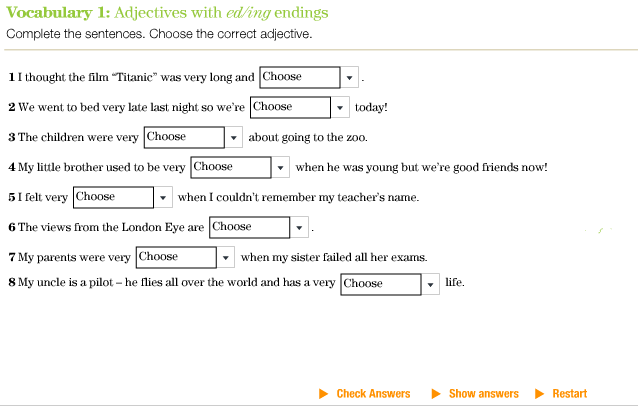 Vocabulary 1: Adjectives with ed/ing endings
Complete the sentences. Choose the correct adjective.
1 I thought the film “Titanic” was very long and Choose .
2 We went to bed very late last night so we’re Choose today!
3 The children were very Choose about going to the zoo.
4 My little brother used to be very Choose when he was young but we’re good friends now!
5 I felt very Choose when I couldn’t remember my teacher’s name.
6 The views from the London Eye are Choose .
7 My parents were very Choose when my sister failed all her exams.
8 My uncle is a pilot – he flies all over the world and has a very Choose life.
Check Answers Show answers Restart